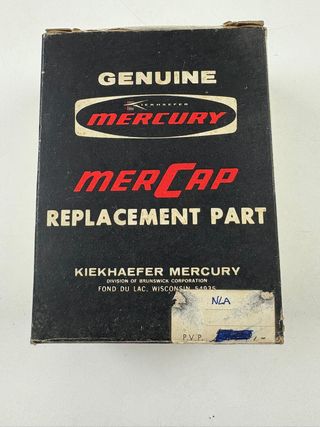 GENUINE
KIEKHAEFER
MERCURY
MERCAP
REPLACEMENT PART
KIEKHAEFER MERCURY
DIVISION OF BRUNSWICK CORPORATION
FOND DU LAC, WISCONSIN 54935
NLA
P.V.P.